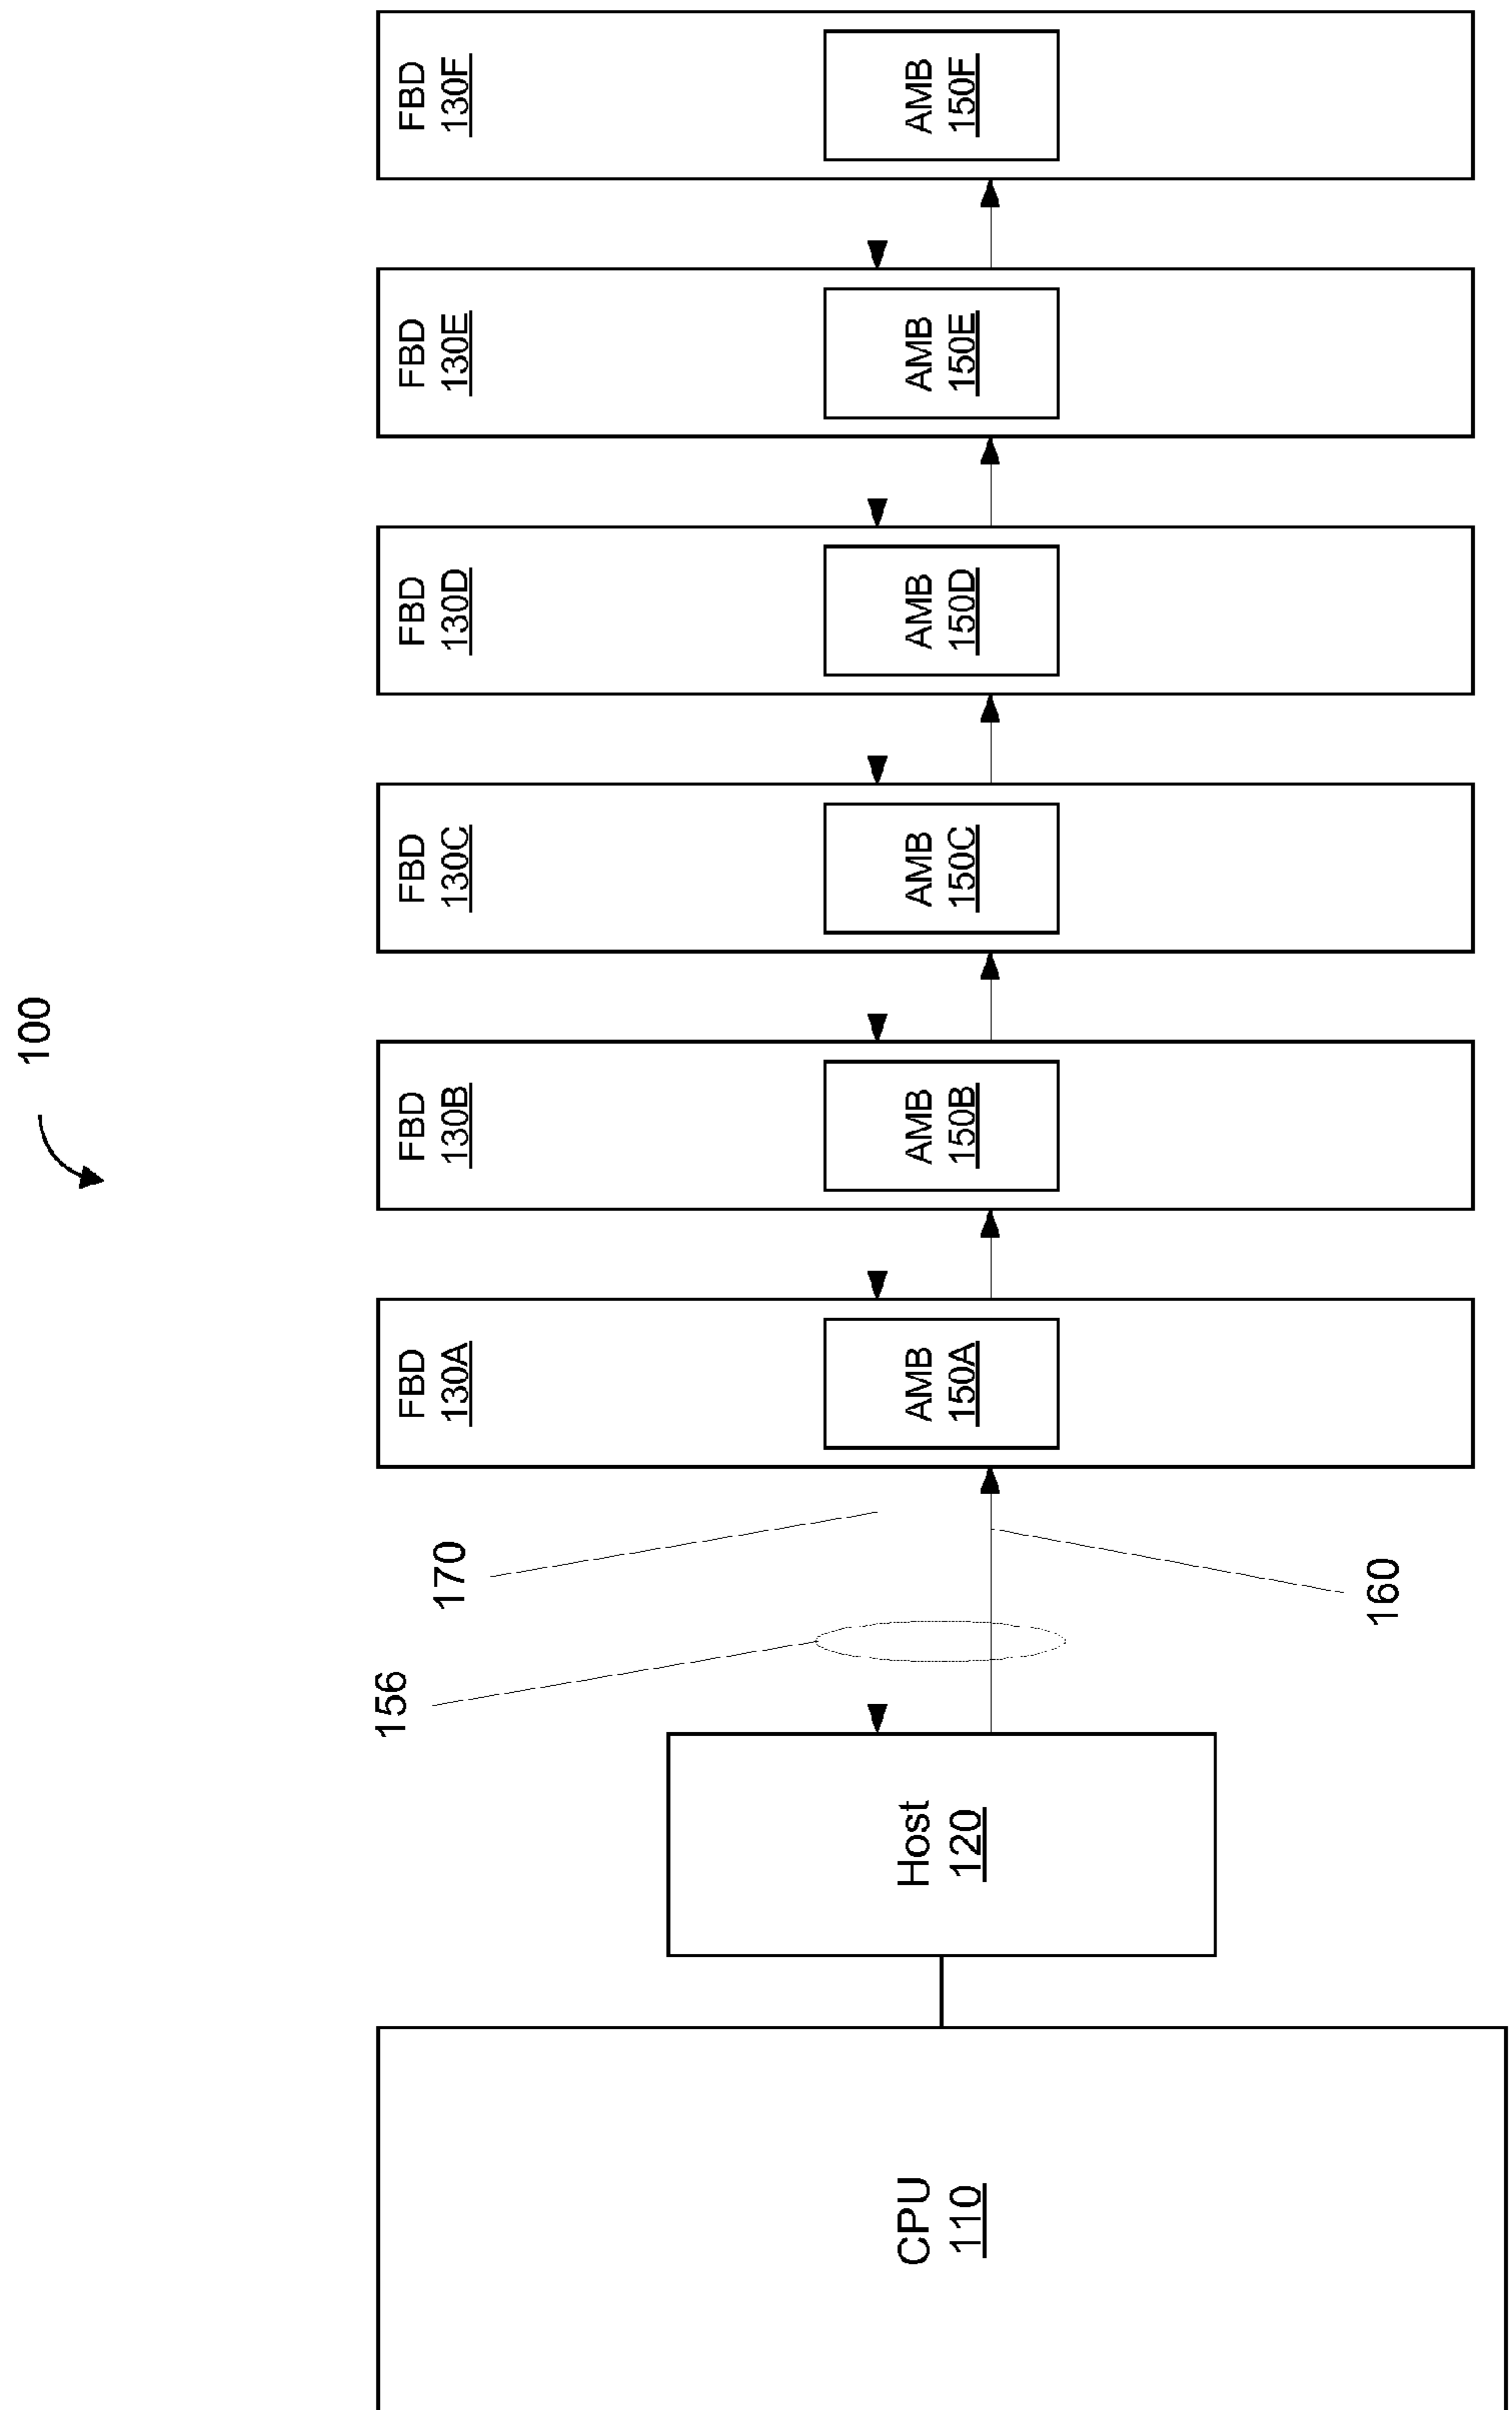 100
CPU
110
Host
120
156
170
160
FBD
130A
AMB
150A
FBD
130B
AMB
150B
FBD
130C
AMB
150C
FBD
130D
AMB
150D
FBD
130E
AMB
150E
FBD
130F
AMB
150F